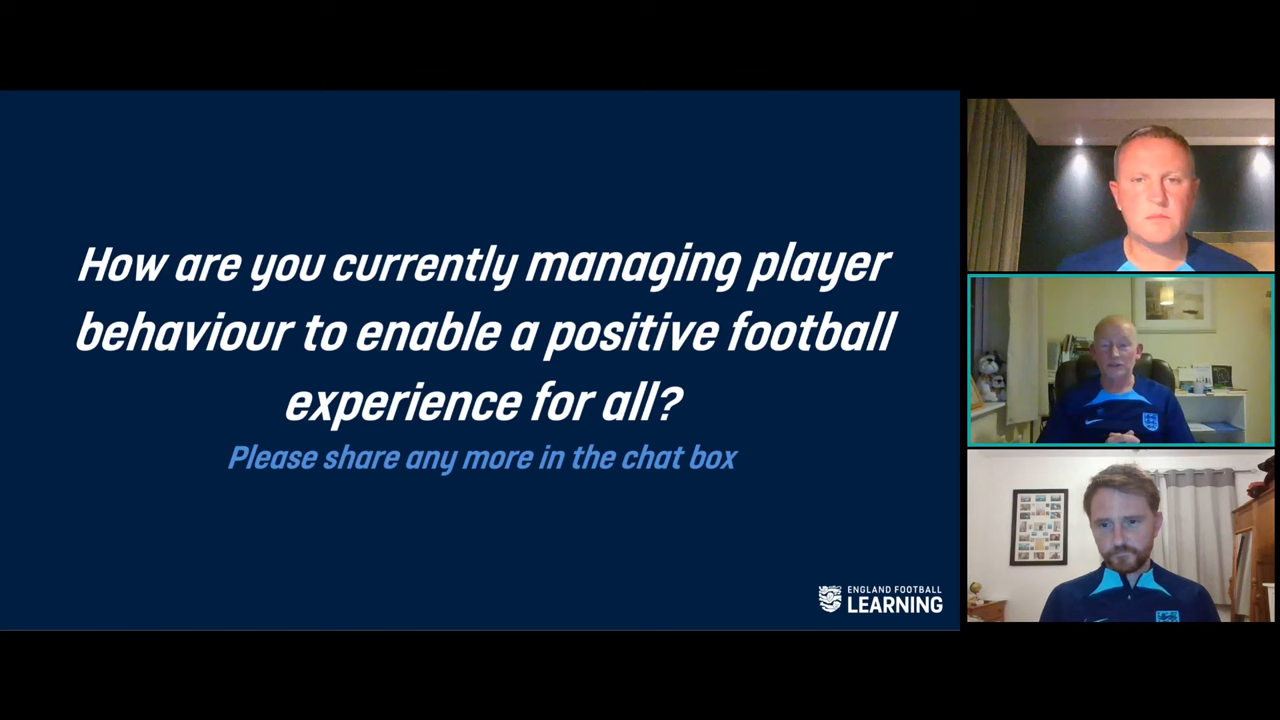 How are you currently managing player
behaviour to enable a positive football
experience for all?
Please share any more in the chat box
ENGLAND FOOTBALL
LEARNING